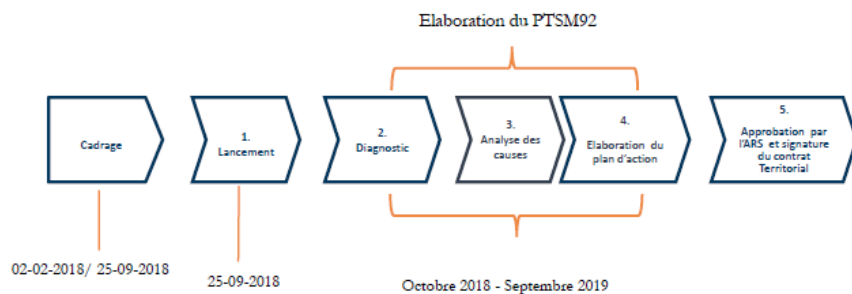 Elaboration du PTSM92
Cadrage
1.
Lancement
2.
Diagnostic
3.
Analyse des
causes
4.
Elaboration du
plan d'action
5.
Approbation par
l'ARS et signature
du contrat
Territorial
02-02-2018/ 25-09-2018
25-09-2018
Octobre 2018 - Septembre 2019